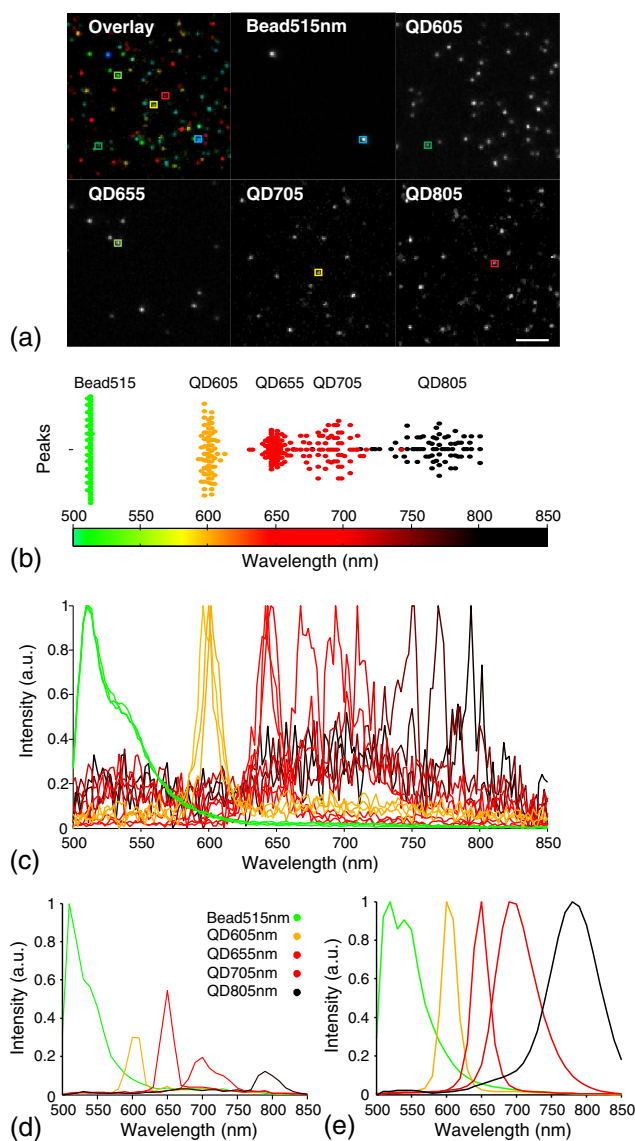 Overlay
Bead515nm
QD605
QD655
QD705
QD805
(a)
Bead515 QD605 QD655 QD705 QD805
Peaks
500 550 600 650 700 750 800 850
Wavelength (nm)
(b)
1
0.8
0.6
0.4
0.2
0
Intensity (a.u.)
500 550 600 650 700 750 800 850
Wavelength (nm)
(c)
Bead515nm
QD605nm
QD655nm
QD705nm
QD805nm
1
0.8
0.6
0.4
0.2
0
Intensity (a.u.)
500 550 600 650 700 750 800 850
Wavelength (nm)
(d)
1
0.8
0.6
0.4
0.2
0
Intensity (a.u.)
500 550 600 650 700 750 800 850
Wavelength (nm)
(e)